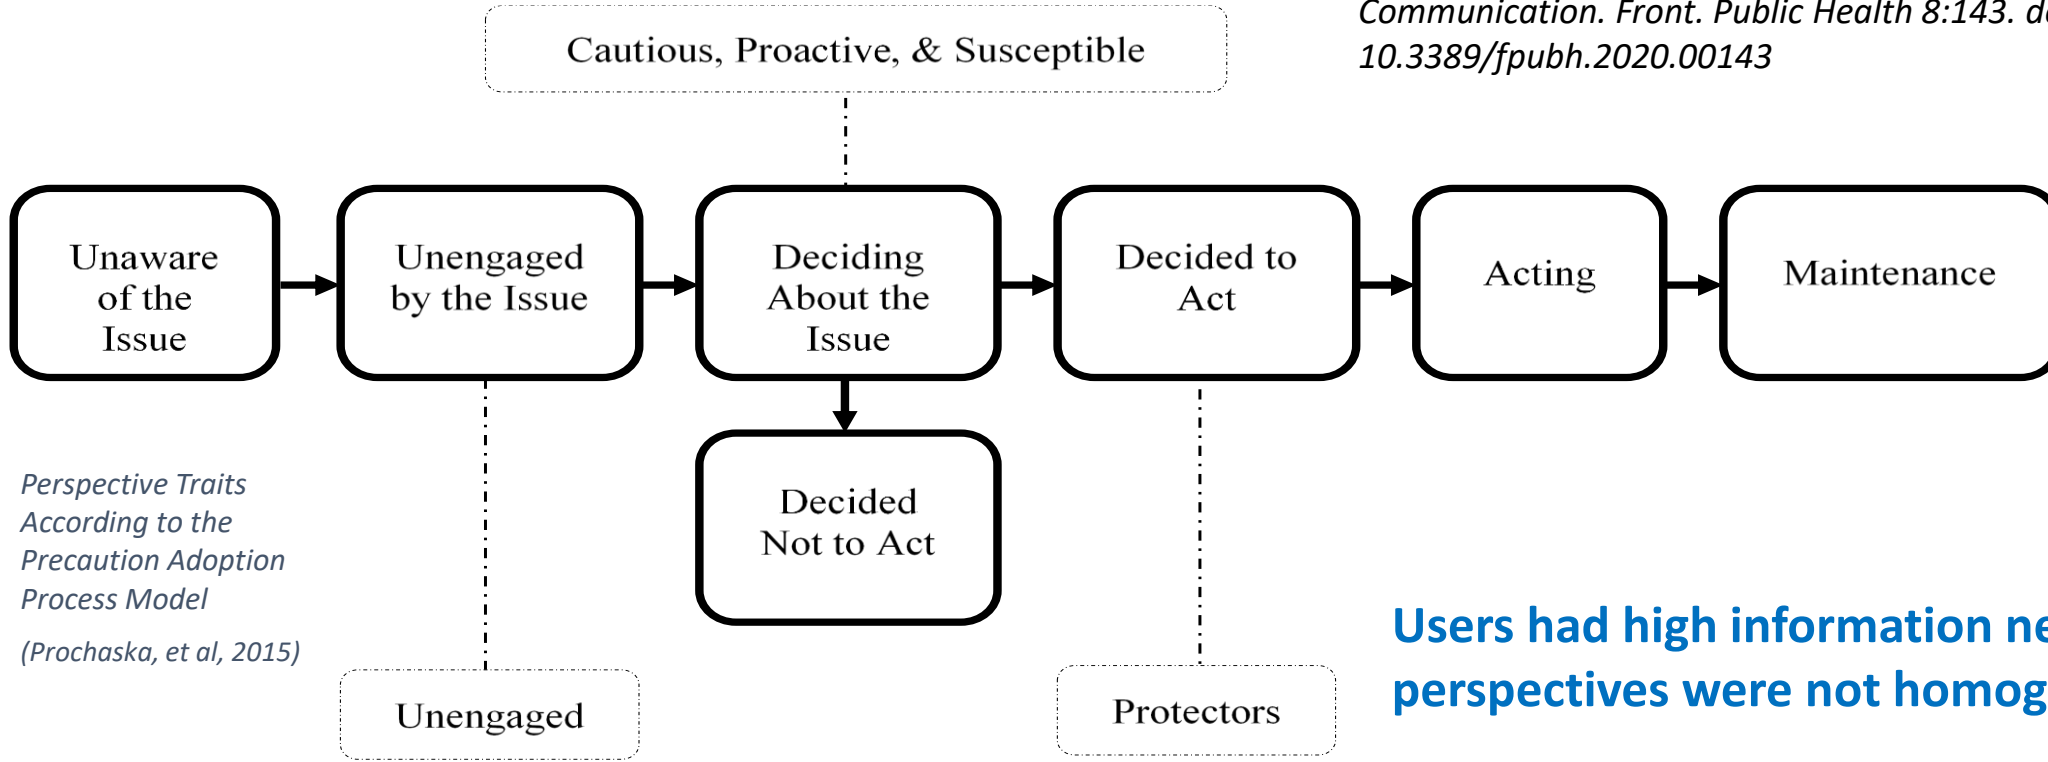 Communication. Front. Public Health 8:143.
10.3389/fpubh.2020.00143
Cautious, Proactive, & Susceptible
Unaware
of the
Issue
Unengaged
by the Issue
Deciding
About the
Issue
Decided to
Act
Acting
Maintenance
Decided
Not to Act
Perspective Traits
According to the
Precaution Adoption
Process Model
(Prochaska, et al, 2015)
Unengaged
Protectors
Users had high information
perspectives were not